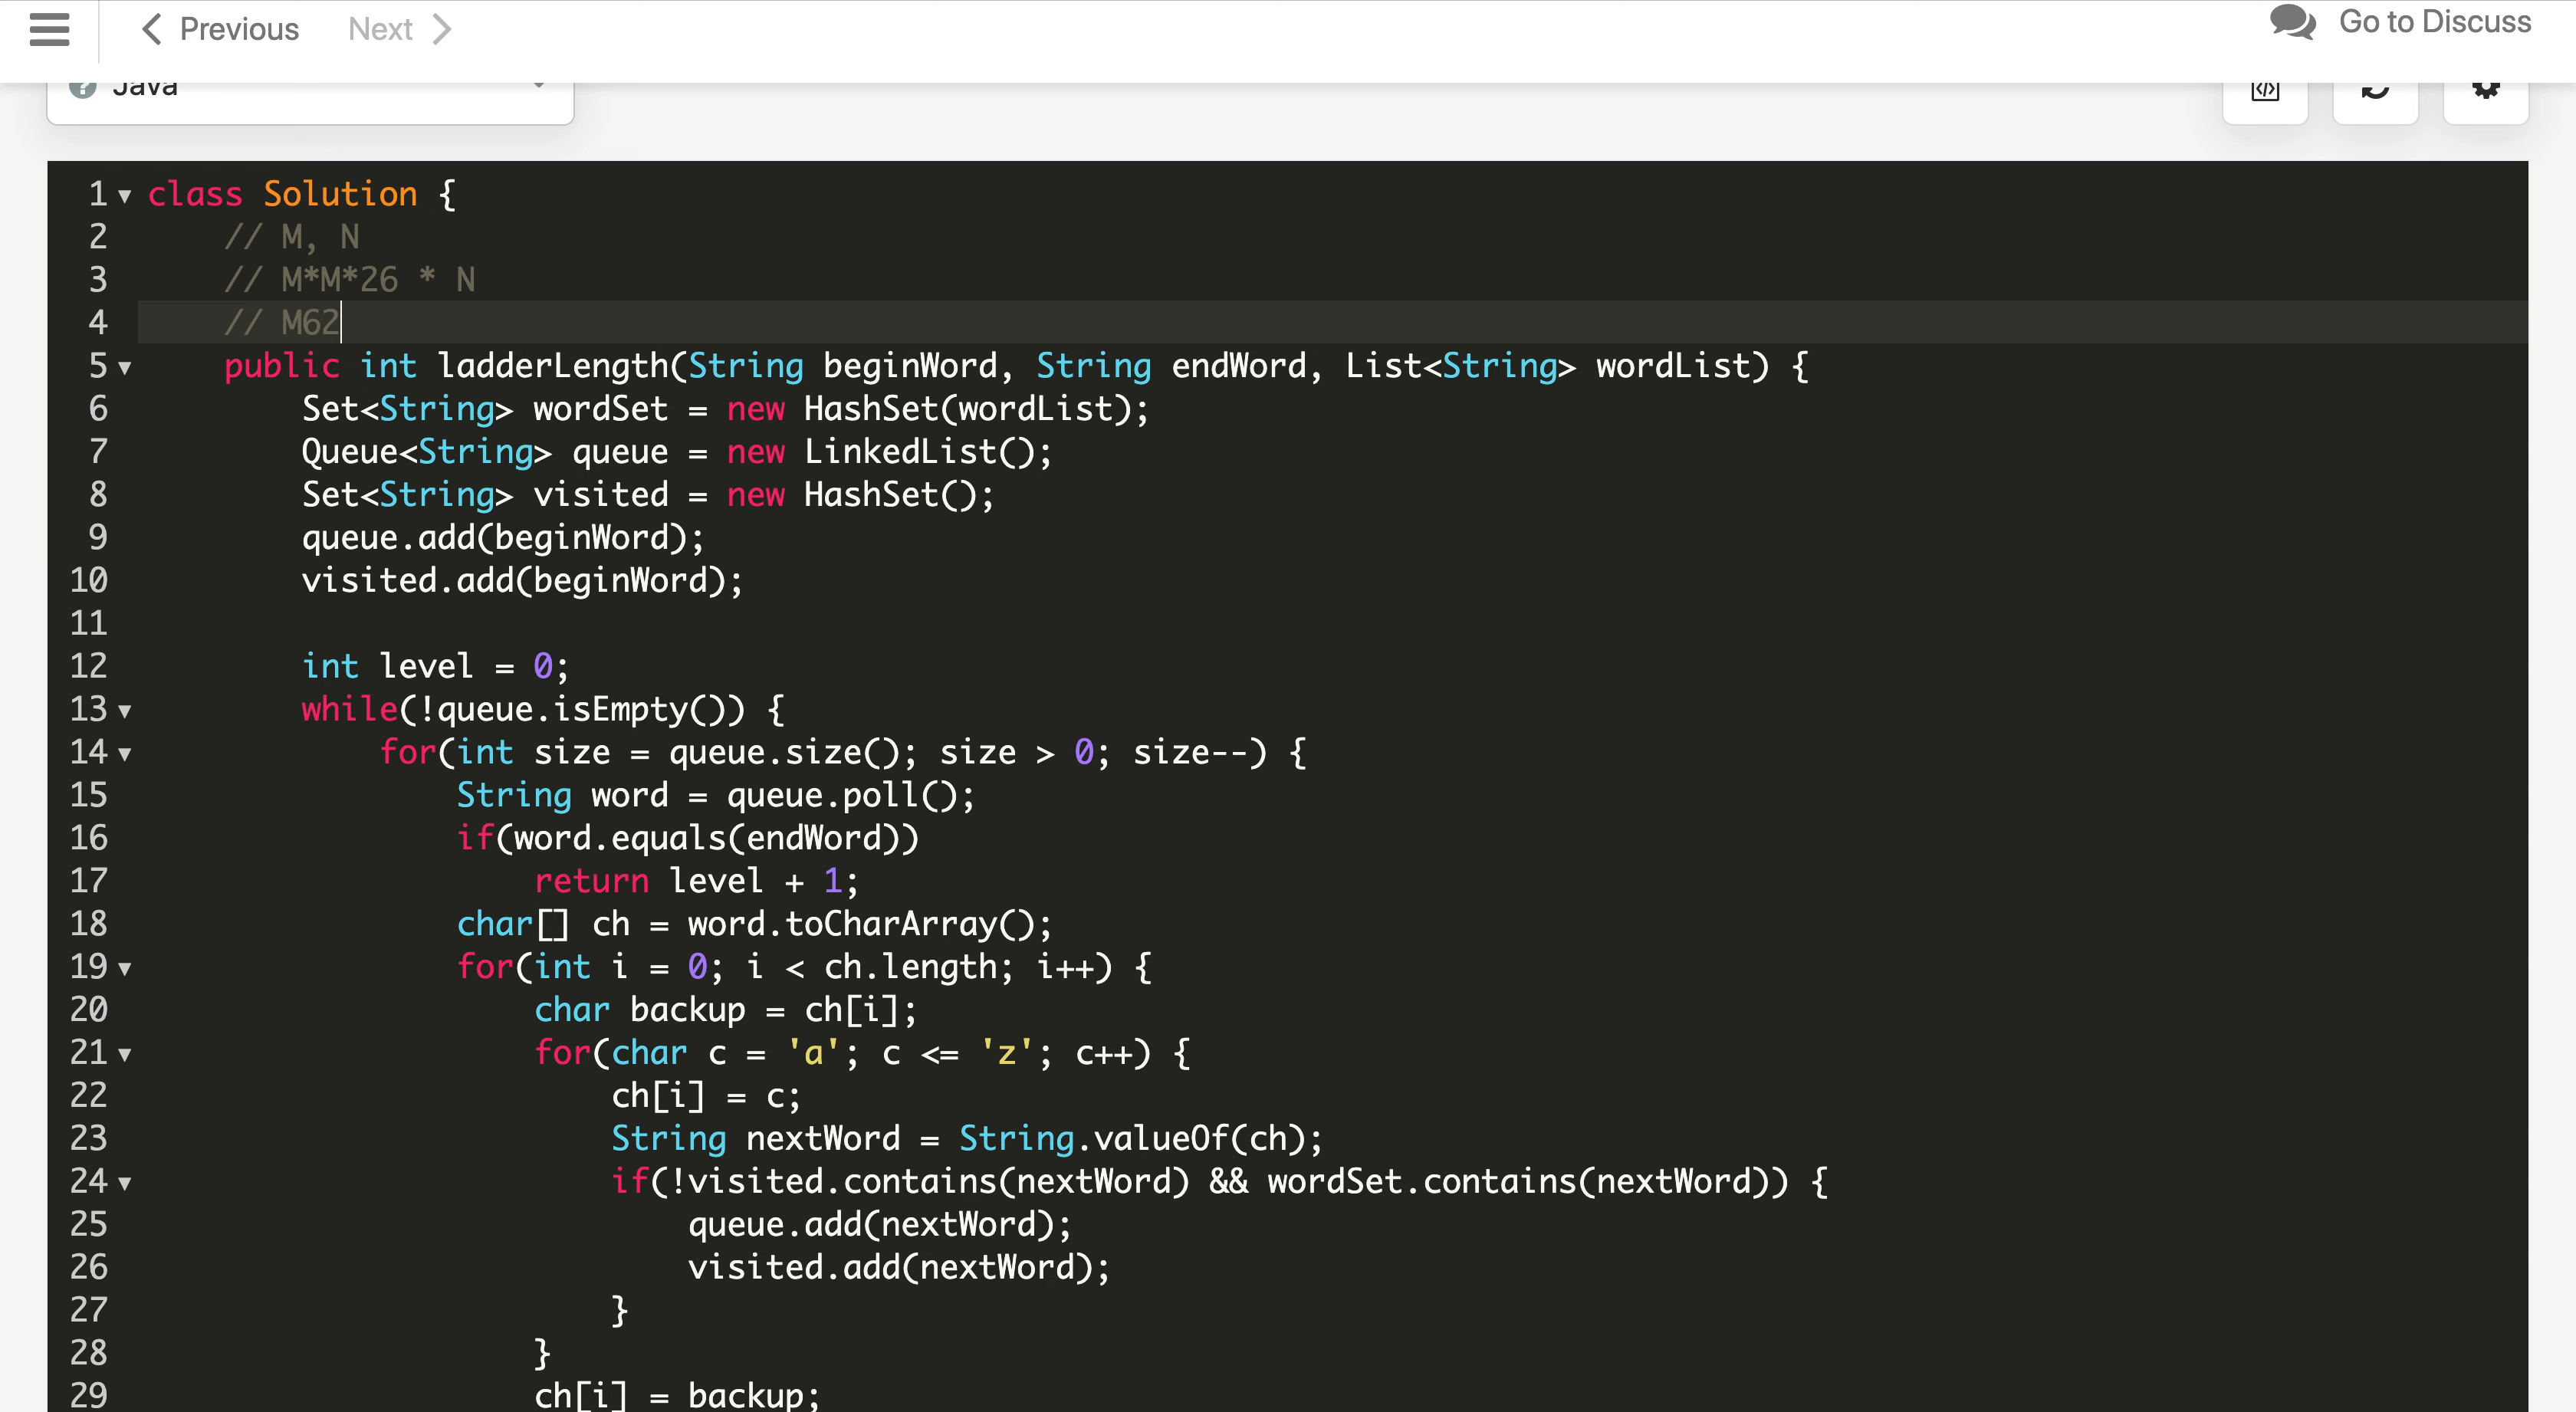 Previous Next Go to Discuss
Java
1 class Solution {
2 // M, N
3 // M*M*26 * N
4 // M62
5 public int ladderLength(String beginWord, String endWord, List<String> wordList) {
6 Set<String> wordSet = new HashSet(wordList);
7 Queue<String> queue = new LinkedList();
8 Set<String> visited = new HashSet();
9 queue.add(beginWord);
10 visited.add(beginWord);
11
12 int level = 0;
13 while(!queue.isEmpty()) {
14 for(int size = queue.size(); size > 0; size--) {
15 String word = queue.poll();
16 if(word.equals(endWord))
17 return level + 1;
18 char[] ch = word.toCharArray();
19 for(int i = 0; i < ch.length; i++) {
20 char backup = ch[i];
21 for(char c = 'a'; c <= 'z'; c++) {
22 ch[i] = c;
23 String nextWord = String.valueOf(ch);
24 if(!visited.contains(nextWord) && wordSet.contains(nextWord)) {
25 queue.add(nextWord);
26 visited.add(nextWord);
27 }
28 }
29 ch[i] = backup;